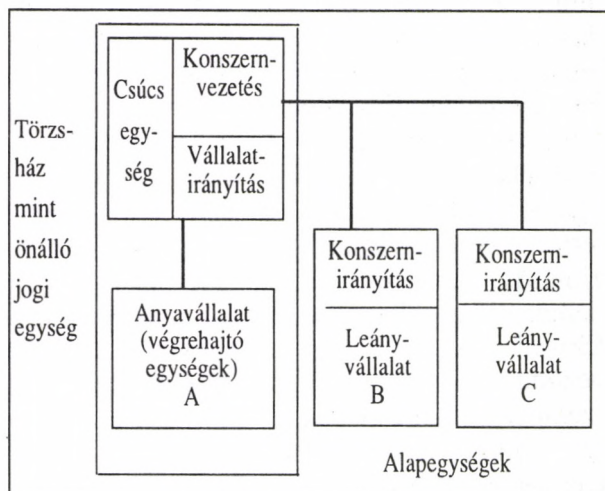 Törzs-
ház
mint
önálló
jogi
egység
Csúcs
egy-
ség
Konszern-
vezetés
Vállalat-
irányítás
Anyavállalat
(végrehajtó
egységek)
A
Konszern-
irányítás
Leány-
vállalat
B
Konszern-
irányítás
Leány-
vállalat
C
Alapegységek